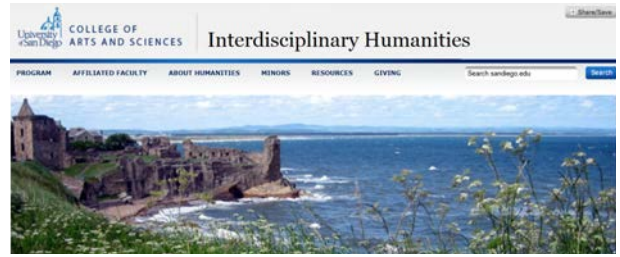 Share/Save
University of San Diego
COLLEGE OF
ARTS AND SCIENCES
Interdisciplinary Humanities
PROGRAM AFFILIATED FACULTY ABOUT HUMANITIES MINORS RESOURCES GIVING Search sandiego.edu Search